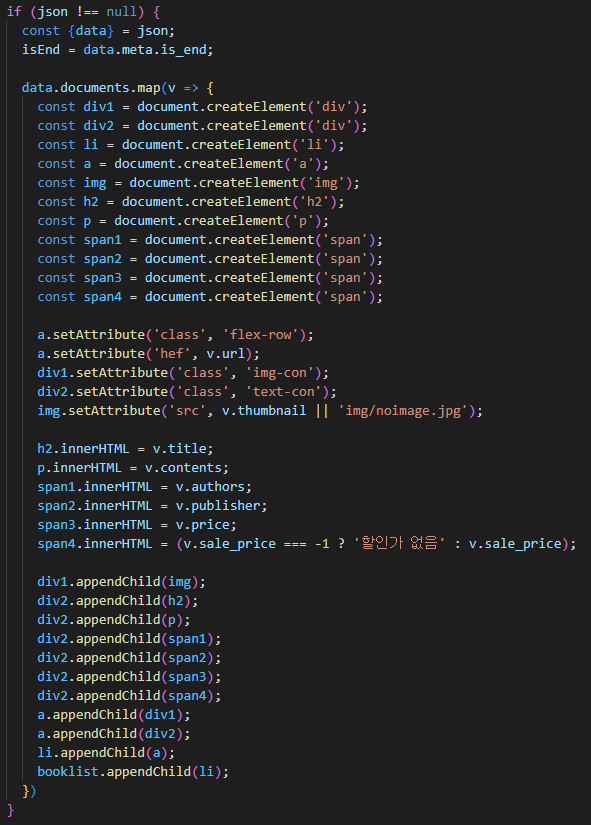 if (json !== null) {
const {data} = json;
isEnd = data.meta.is_end;
data.documents.map(v => {
const div1 = document.createElement('div');
const div2 = document.createElement('div');
const li = document.createElement('li');
const a = document.createElement('a');
const img = document.createElement('img');
const h2 = document.createElement('h2');
const p = document.createElement('p');
const span1 = document.createElement('span');
const span2 = document.createElement('span');
const span3 = document.createElement('span');
const span4 = document.createElement('span');
a.setAttribute('class', 'flex-row');
a.setAttribute('hef', v.url);
div1.setAttribute('class', 'img-con');
div2.setAttribute('class', 'text-con');
img.setAttribute('src', v.thumbnail || 'img/noimage.jpg');
h2.innerHTML = v.title;
p.innerHTML = v.contents;
span1.innerHTML = v.authors;
span2.innerHTML = v.publisher;
span3.innerHTML = v.price;
span4.innerHTML = (v.sale_price === -1 ? '할인가 없음' : v.sale_price);
div1.appendChild(img);
div2.appendChild(h2);
div2.appendChild(p);
div2.appendChild(span1);
div2.appendChild(span2);
div2.appendChild(span3);
div2.appendChild(span4);
a.appendChild(div1);
a.appendChild(div2);
li.appendChild(a);
booklist.appendChild(li);
})
}